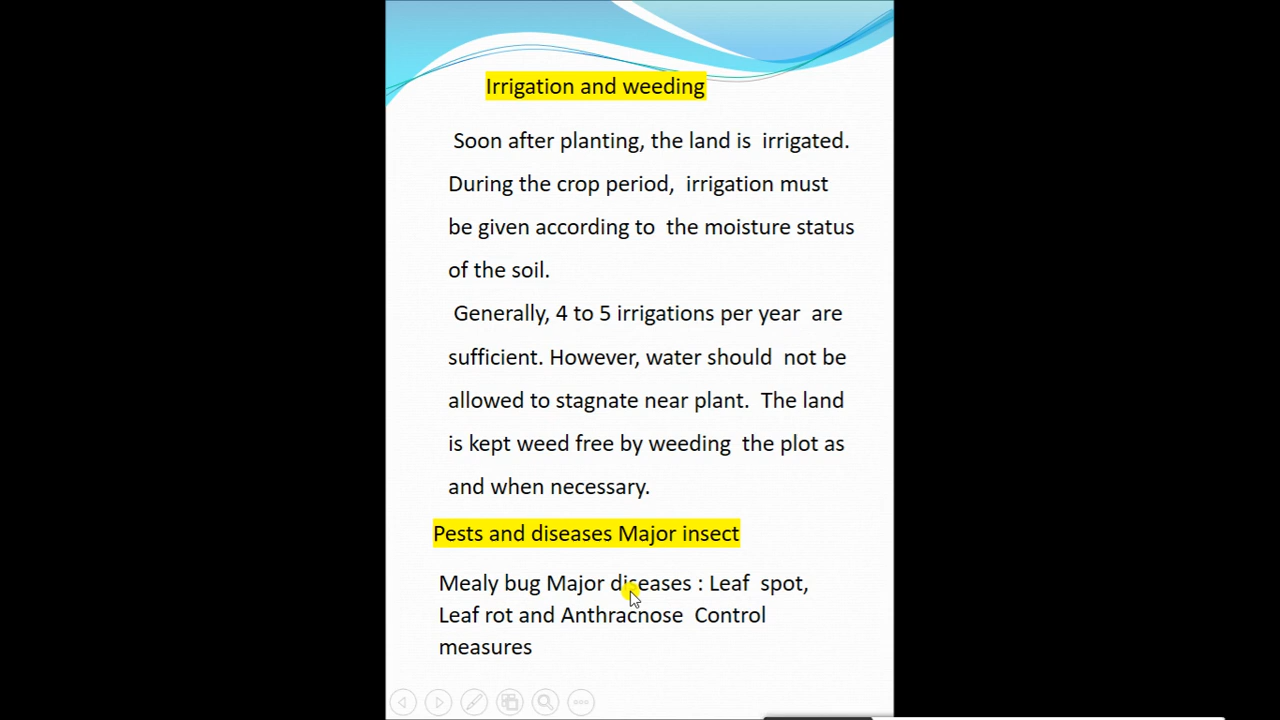 Irrigation and weeding
Soon after planting, the land is irrigated.
During the crop period, irrigation must
be given according to the moisture status
of the soil.
Generally, 4 to 5 irrigations per year are
sufficient. However, water should not be
allowed to stagnate near plant. The land
is kept weed free by weeding the plot as
and when necessary.
Pests and diseases Major insect
Mealy bug Major diseases : Leaf spot,
Leaf rot and Anthracnose Control
measures